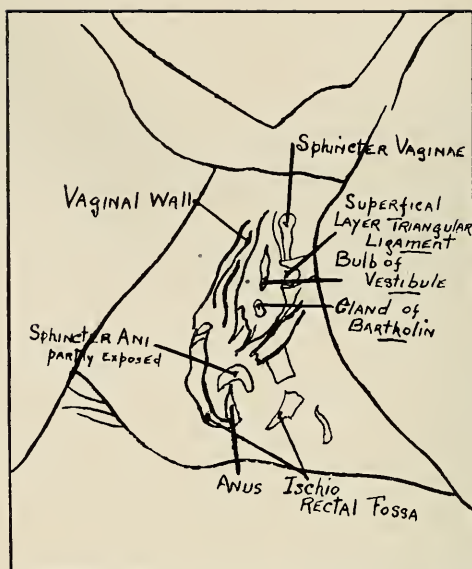 Sphincter Vaginae
Vaginal Wall
Superfical
Layer Triangular
Ligament
Bulb of
Vestibule
Gland of
Bartholin
Sphincter Ani
partly exposed
Anus
Ischio
Rectal Fossa